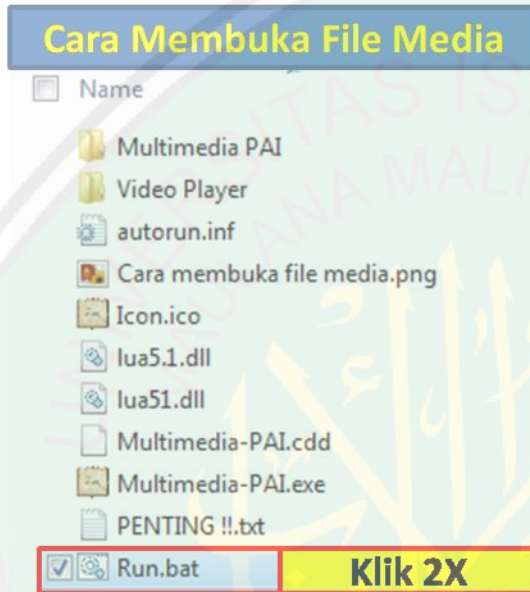 Cara Membuka File Media
Name
Multimedia PAI
Video Player
autorun.inf
Cara membuka file media.png
Icon.ico
lua5.1.dll
lua51.dll
Multimedia-PAI.cdd
Multimedia-PAI.exe
PENTING !!.txt
Run.bat Klik 2X